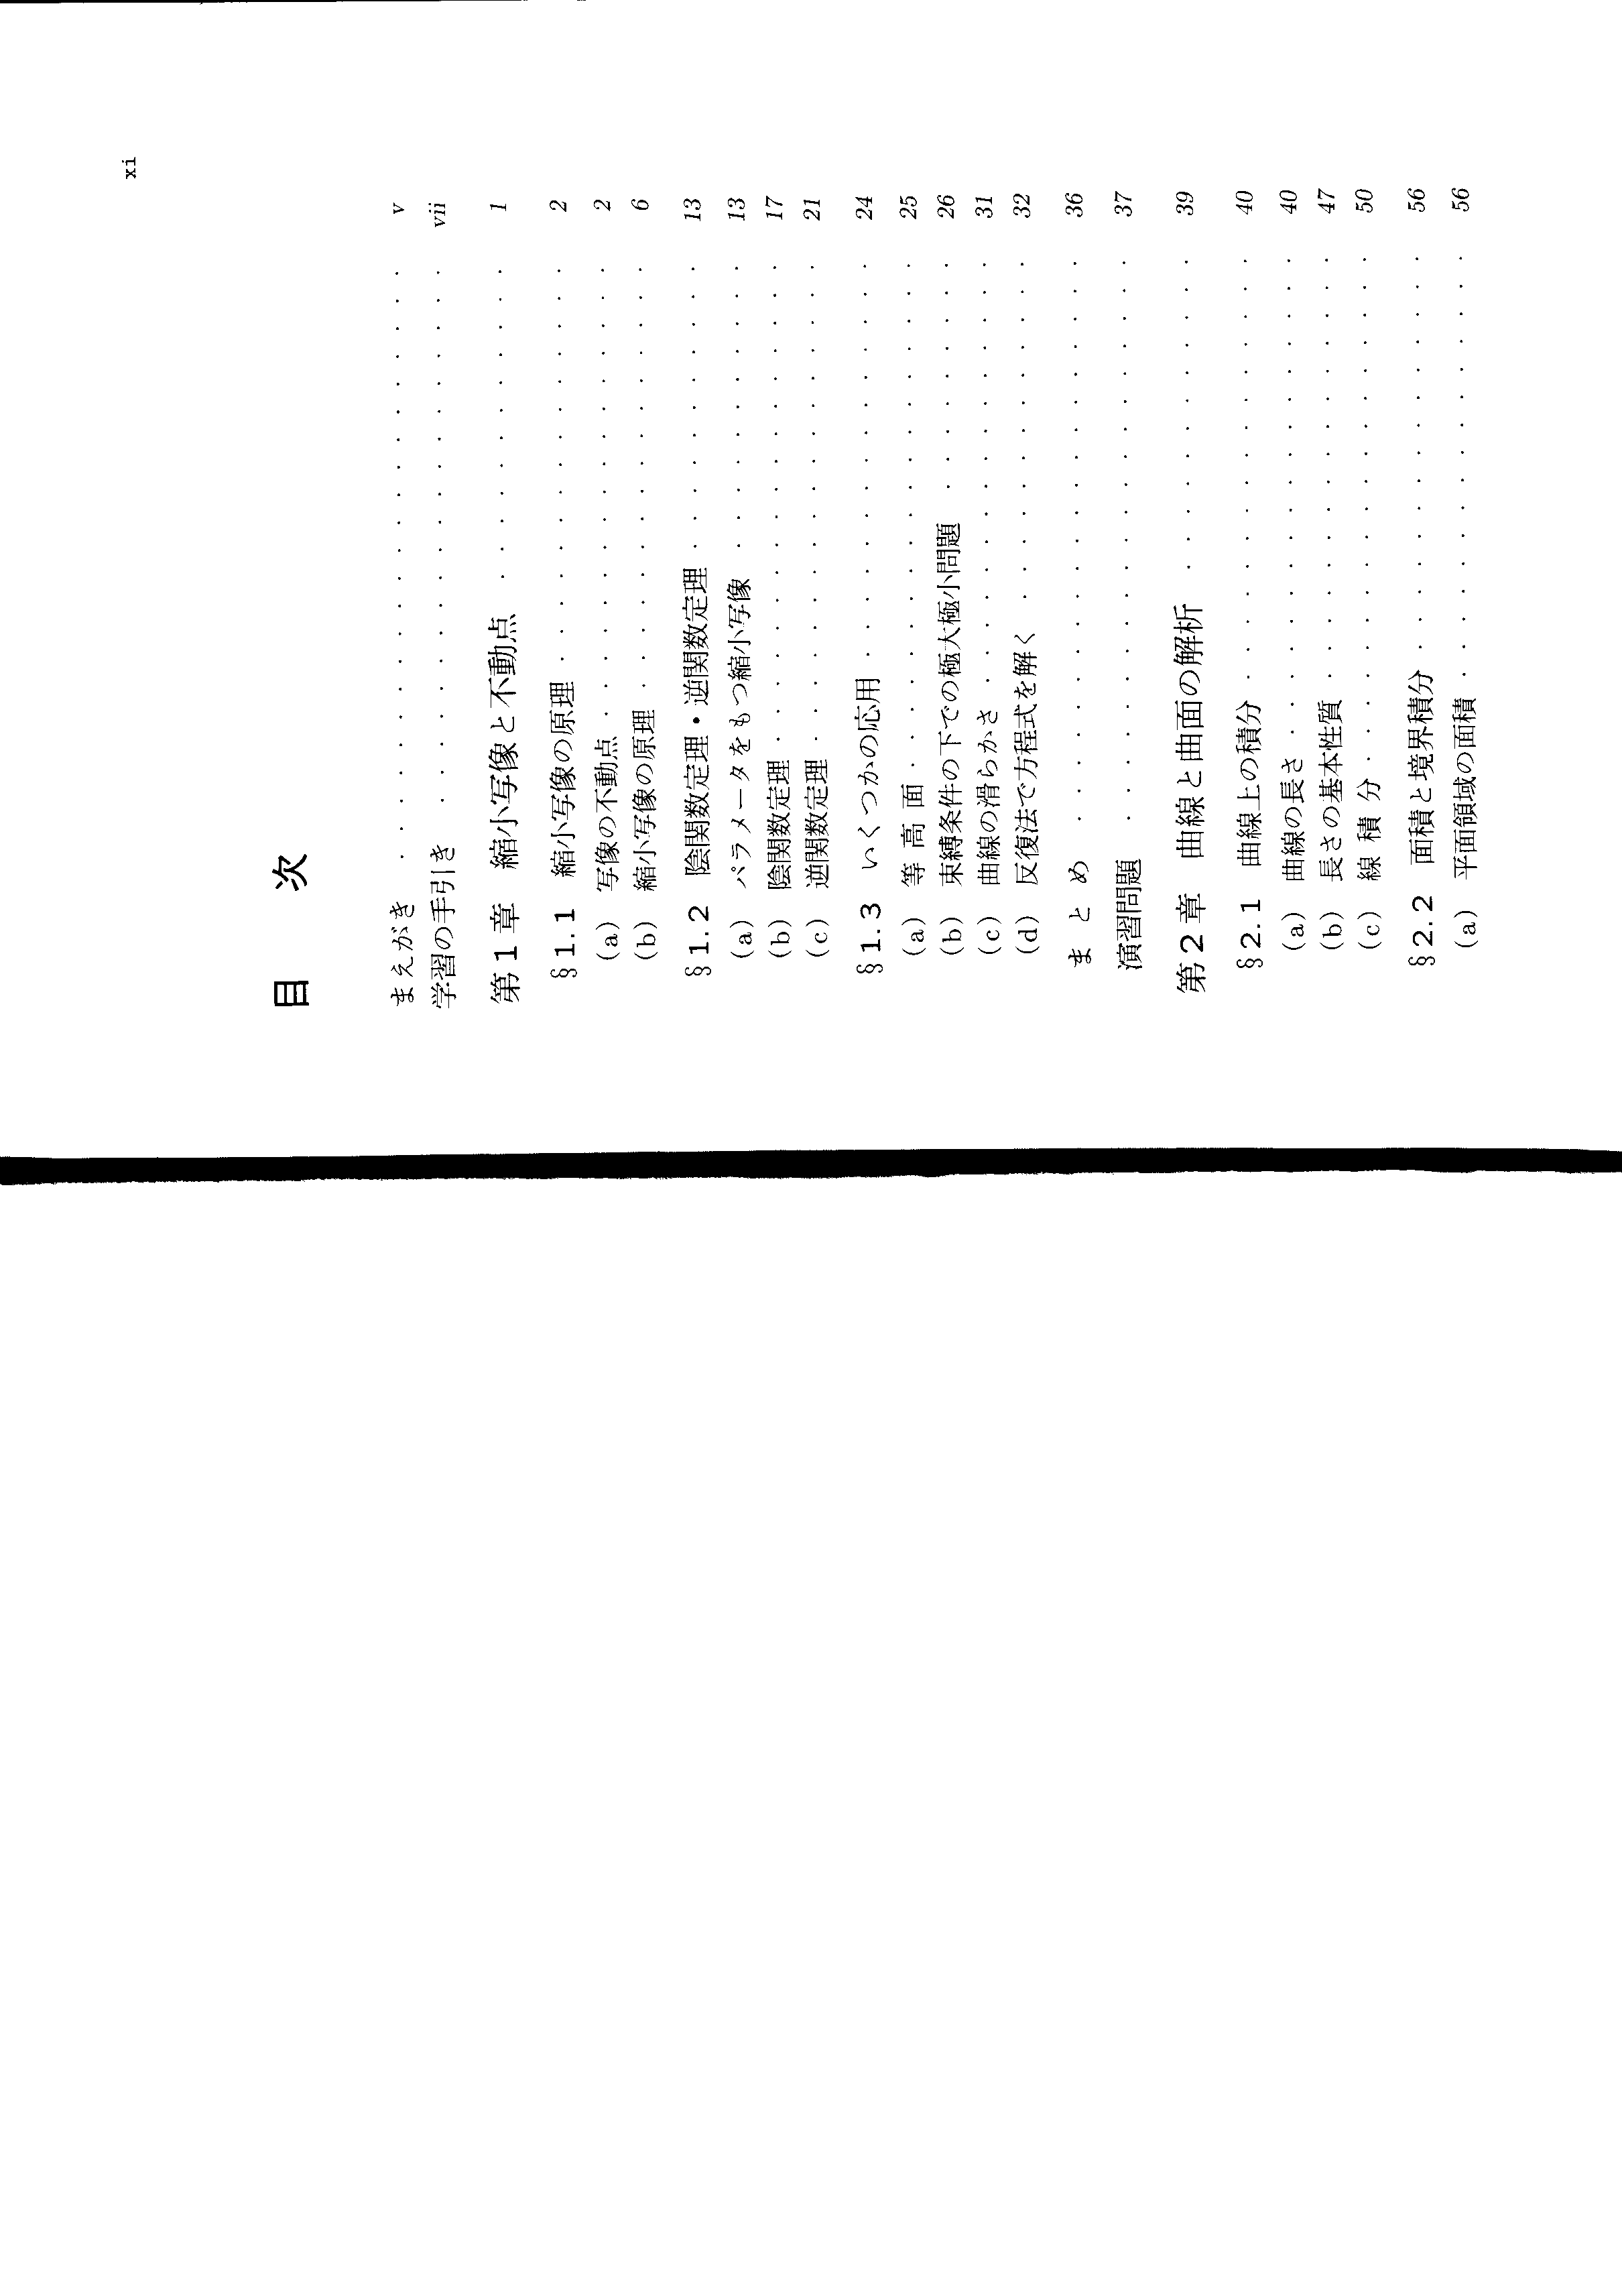 xi
目　次
まえがき . . . . . . . . . . . . . . . . . . . . . . v
学習の手引き . . . . . . . . . . . . . . . . . . . . vii
第1章　縮小写像と不動点 . . . . . . . . . . . . 1
§1.1　縮小写像の原理 . . . . . . . . . . . . . . . 2
(a) 写像の不動点 . . . . . . . . . . . . . . . . . 2
(b) 縮小写像の原理 . . . . . . . . . . . . . . . . 6
§1.2　陰関数定理・逆関数定理 . . . . . . . . . . . 13
(a) パラメータをもつ縮小写像 . . . . . . . . . . . 13
(b) 陰関数定理 . . . . . . . . . . . . . . . . . . 17
(c) 逆関数定理 . . . . . . . . . . . . . . . . . . 21
§1.3　いくつかの応用 . . . . . . . . . . . . . . . 24
(a) 等 高 面 . . . . . . . . . . . . . . . . . . . 25
(b) 束縛条件の下での極大極小問題 . . . . . . . . . 26
(c) 曲線の滑らかさ . . . . . . . . . . . . . . . . 31
(d) 反復法で方程式を解く . . . . . . . . . . . . . 32
ま と め . . . . . . . . . . . . . . . . . . . . . 36
演習問題 . . . . . . . . . . . . . . . . . . . . . 37
第2章　曲線と曲面の解析 . . . . . . . . . . . . 39
§2.1　曲線上の積分 . . . . . . . . . . . . . . . . 40
(a) 曲線の長さ . . . . . . . . . . . . . . . . . . 40
(b) 長さの基本性質 . . . . . . . . . . . . . . . . 47
(c) 線 積 分 . . . . . . . . . . . . . . . . . . . 50
§2.2　面積と境界積分 . . . . . . . . . . . . . . . 56
(a) 平面領域の面積 . . . . . . . . . . . . . . . . 56